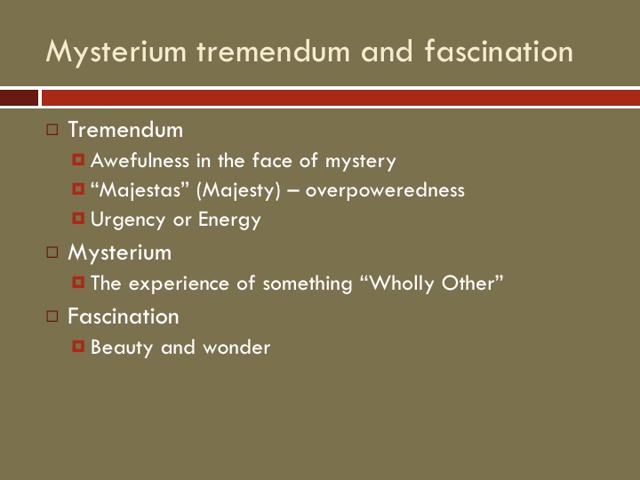 Mysterium tremendum and fascination
Tremendum
Awefulness in the face of mystery
“Majestas” (Majesty) – overpoweredness
Urgency or Energy
Mysterium
The experience of something “Wholly Other”
Fascination
Beauty and wonder